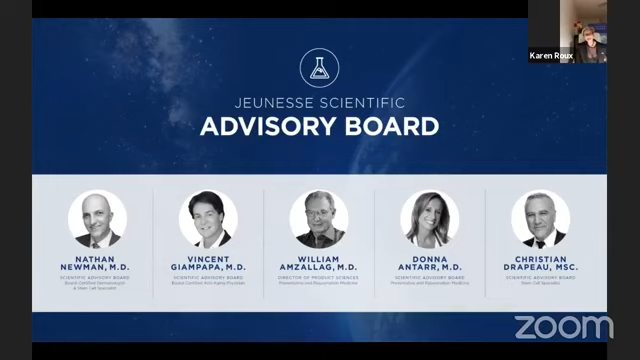 Karen Roux
JEUNESSE SCIENTIFIC
ADVISORY BOARD
NATHAN
NEWMAN, M.D.
SCIENTIFIC ADVISORY BOARD
Board Certified Dermatologist
& Stem Cell Specialist
VINCENT
GIAMPAPA, M.D.
SCIENTIFIC ADVISORY BOARD
Board Certified Anti-Aging Physician
WILLIAM
AMZALLAG, M.D.
DIRECTOR OF PRODUCT SCIENCES
Preventative and Rejuvenation Medicine
DONNA
ANTARR, M.D.
SCIENTIFIC ADVISORY BOARD
Preventative and Rejuvenation Medicine
CHRISTIAN
DRAPEAU, MSC.
SCIENTIFIC ADVISORY BOARD
Stem Cell Specialist
zoom